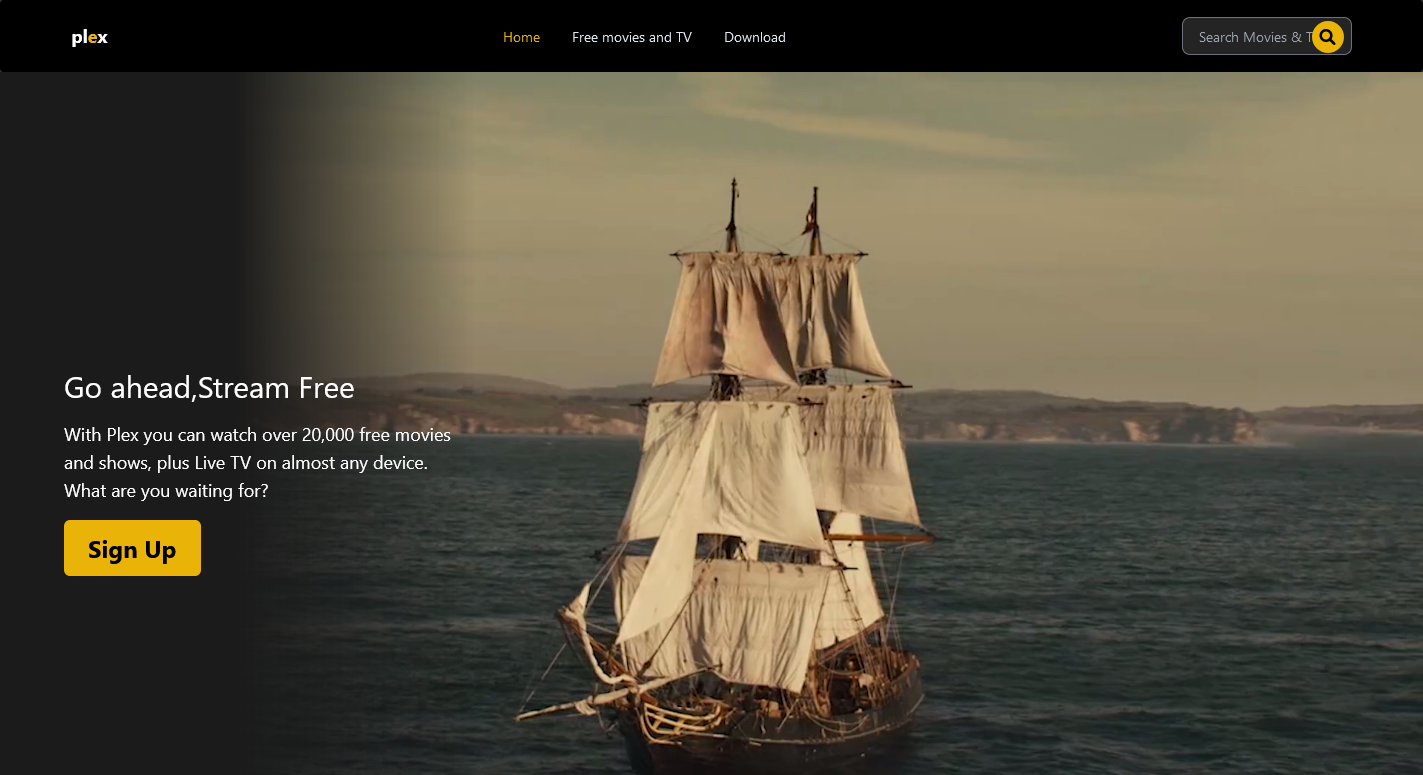 plex
Home
Free movies and TV
Download
Search Movies & T
Go ahead,Stream Free
With Plex you can watch over 20,000 free movies
and shows, plus Live TV on almost any device.
What are you waiting for?
Sign Up